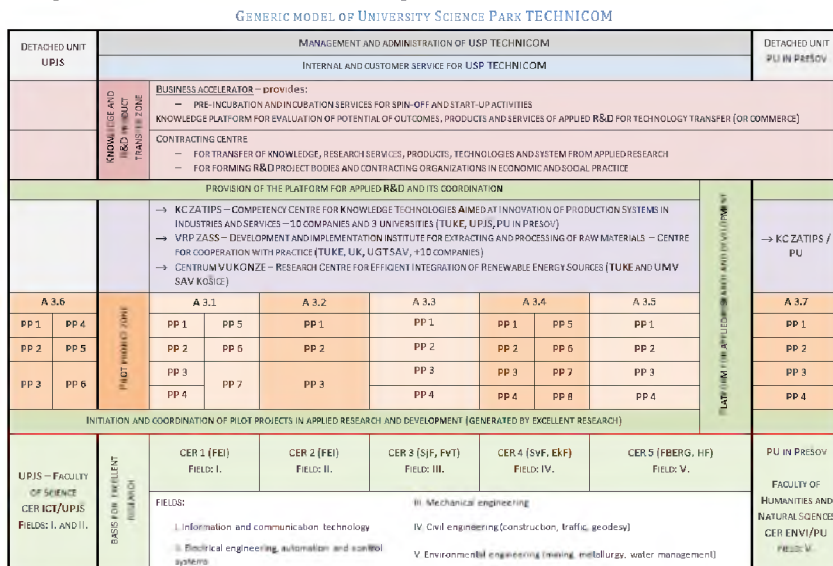 GENERIC MODEL OF UNIVERSITY SCIENCE PARK TECHNICOM
DETACHED UNIT
UPJS
MANAGEMENT AND ADMINISTRATION OF USP TECHNICOM
INTERNAL AND CUSTOMER SERVICE FOR USP TECHNICOM
DETACHED UNIT
PU IN PREŠOV
KNOWLEDGE AND
R&D PRODUCT
TRANSFER ZONE
BUSINESS ACCELERATOR – provides:
– PRE-INCUBATION AND INCUBATION SERVICES FOR SPIN-OFF AND START-UP ACTIVITIES
KNOWLEDGE PLATFORM FOR EVALUATION OF POTENTIAL OF OUTCOMES, PRODUCTS AND SERVICES OF APPLIED R&D FOR TECHNOLOGY TRANSFER (OR COMMERCE)
CONTRACTING CENTRE
– FOR TRANSFER OF KNOWLEDGE, RESEARCH SERVICES, PRODUCTS, TECHNOLOGIES AND SYSTEM FROM APPLIED RESEARCH
– FOR FORMING R&D PROJECT BODIES AND CONTRACTING ORGANIZATIONS IN ECONOMIC AND SOCIAL PRACTICE
PROVISION OF THE PLATFORM FOR APPLIED R&D AND ITS COORDINATION
PLATFORM FOR APPLIED RESEARCH AND DEVELOPMENT
→ KC ZATIPS – COMPETENCY CENTRE FOR KNOWLEDGE TECHNOLOGIES AIMED AT INNOVATION OF PRODUCTION SYSTEMS IN
INDUSTRIES AND SERVICES – 10 COMPANIES AND 3 UNIVERSITIES (TUKE, UPJS, PU IN PRESOV)
→ VRP ZASS – DEVELOPMENT AND IMPLEMENTATION INSTITUTE FOR EXTRACTING AND PROCESSING OF RAW MATERIALS – CENTRE
FOR COOPERATION WITH PRACTICE (TUKE, UK, UGT SAV, +10 COMPANIES)
→ CENTRUM VUKONZE – RESEARCH CENTRE FOR EFFICENT INTEGRATION OF RENEWABLE ENERGY SOURCES (TUKE AND UMV
SAV KOŠICE)
→ KC ZATIPS /
PU
A 3.6
PILOT PROJECT ZONE
A 3.1
A 3.2
A 3.3
A 3.4
A 3.5
A 3.7
PP 1 PP 4 PP 1 PP 5 PP 1 PP 1 PP 1 PP 5 PP 1 PP 1
PP 2 PP 5 PP 2 PP 6 PP 2 PP 2 PP 2 PP 6 PP 2 PP 2
PP 3 PP 6 PP 3 PP 7 PP 3 PP 3 PP 3 PP 7 PP 3 PP 3
PP 4 PP 4 PP 4 PP 8 PP 4 PP 4
INITIATION AND COORDINATION OF PILOT PROJECTS IN APPLIED RESEARCH AND DEVELOPMENT (GENERATED BY EXCELLENT RESEARCH)
UPJS – FACULTY
OF SCIENCE
CER ICT/UPJS
FIELDS: I. AND II.
BASIS FOR EXCELLENT
RESEARCH
CER 1 (FEI)
FIELD: I.
CER 2 (FEI)
FIELD: II.
CER 3 (SjF, FVT)
FIELD: III.
CER 4 (SvF, EkF)
FIELD: IV.
CER 5 (FBERG, HF)
FIELD: V.
FIELDS:
I. Information and communication technology
II. Electrical engineering, automation and control
systems
III. Mechanical engineering
IV. Civil engineering (construction, traffic, geodesy)
V. Environmental engineering (mining, metallurgy, water management)
PU IN PRESOV
FACULTY OF
HUMANITIES AND
NATURAL SCIENCES
CER ENVI/PU
FIELD: V.